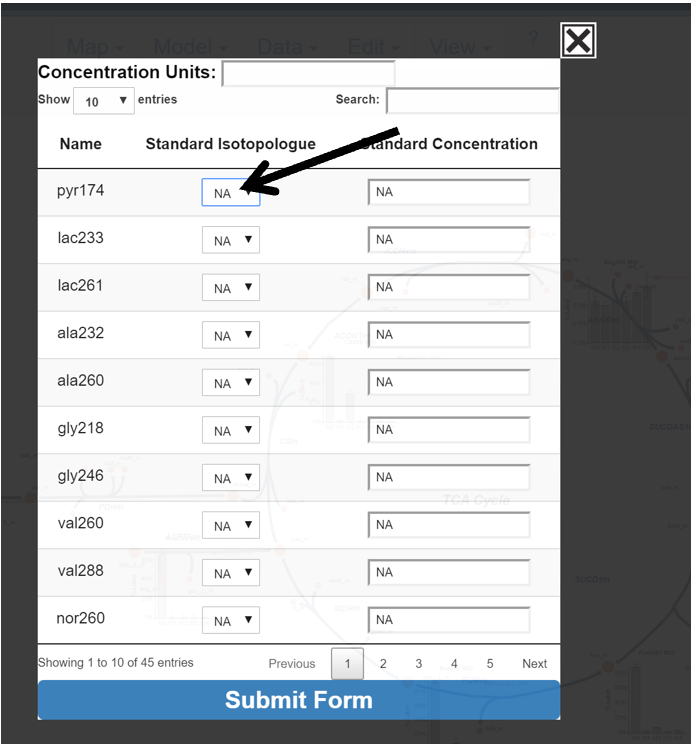 Map Model Data Edit View ?
Concentration Units:
Show 10 entries Search:
Name Standard Isotopologue Standard Concentration
pyr174 NA NA
lac233 NA NA
lac261 NA NA
ala232 NA NA
ala260 NA NA
gly218 NA NA
gly246 NA NA
TCA Cycle
val260 NA NA
val288 NA NA
nor260 NA NA
Showing 1 to 10 of 45 entries Previous 1 2 3 4 5 Next
Submit Form